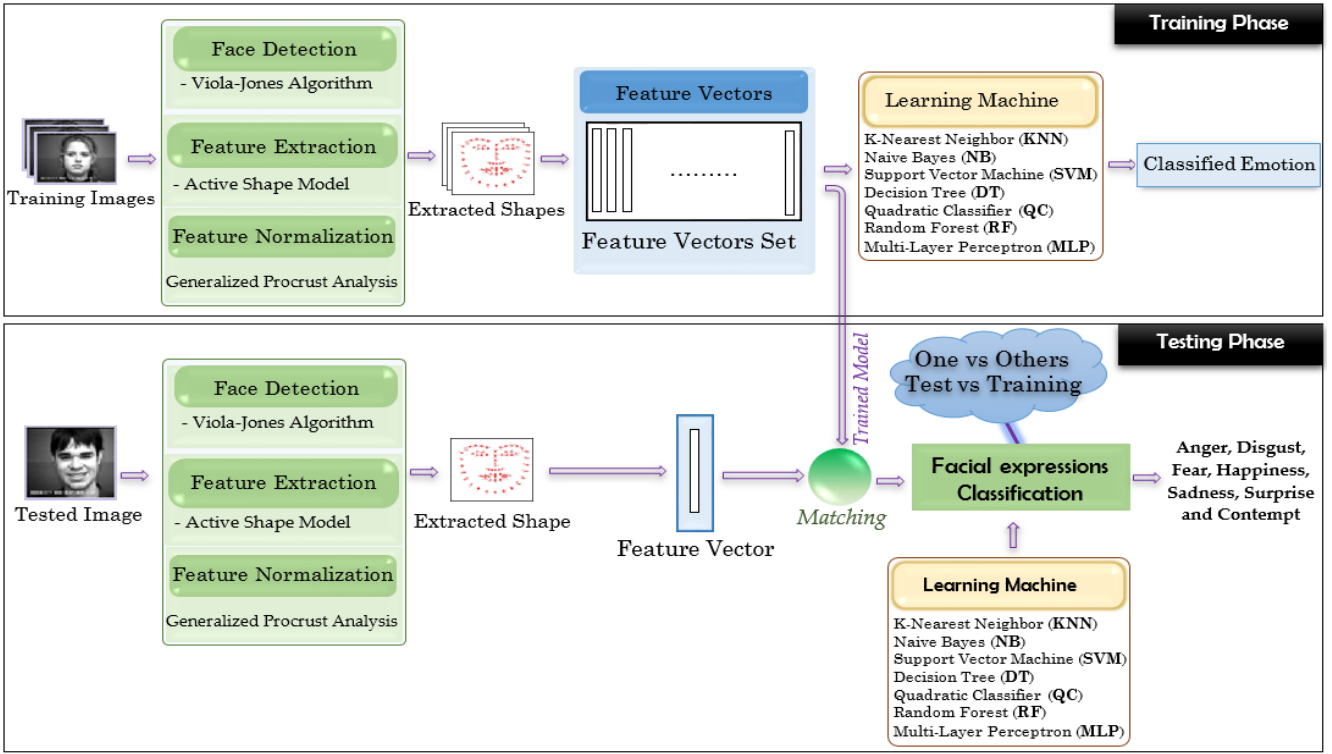 Training Phase
Face Detection
- Viola-Jones Algorithm
Feature Extraction
- Active Shape Model
Feature Normalization
Generalized Procrust Analysis
Training Images
Extracted Shapes
Feature Vectors
.........
Feature Vectors Set
Learning Machine
K-Nearest Neighbor (KNN)
Naive Bayes (NB)
Support Vector Machine (SVM)
Decision Tree (DT)
Quadratic Classifier (QC)
Random Forest (RF)
Multi-Layer Perceptron (MLP)
Classified Emotion
Testing Phase
Face Detection
- Viola-Jones Algorithm
Feature Extraction
- Active Shape Model
Feature Normalization
Generalized Procrust Analysis
Tested Image
Extracted Shape
Feature Vector
Trained Model
Matching
One vs Others
Test vs Training
Facial expressions
Classification
Anger, Disgust,
Fear, Happiness,
Sadness, Surprise
and Contempt
Learning Machine
K-Nearest Neighbor (KNN)
Naive Bayes (NB)
Support Vector Machine (SVM)
Decision Tree (DT)
Quadratic Classifier (QC)
Random Forest (RF)
Multi-Layer Perceptron (MLP)